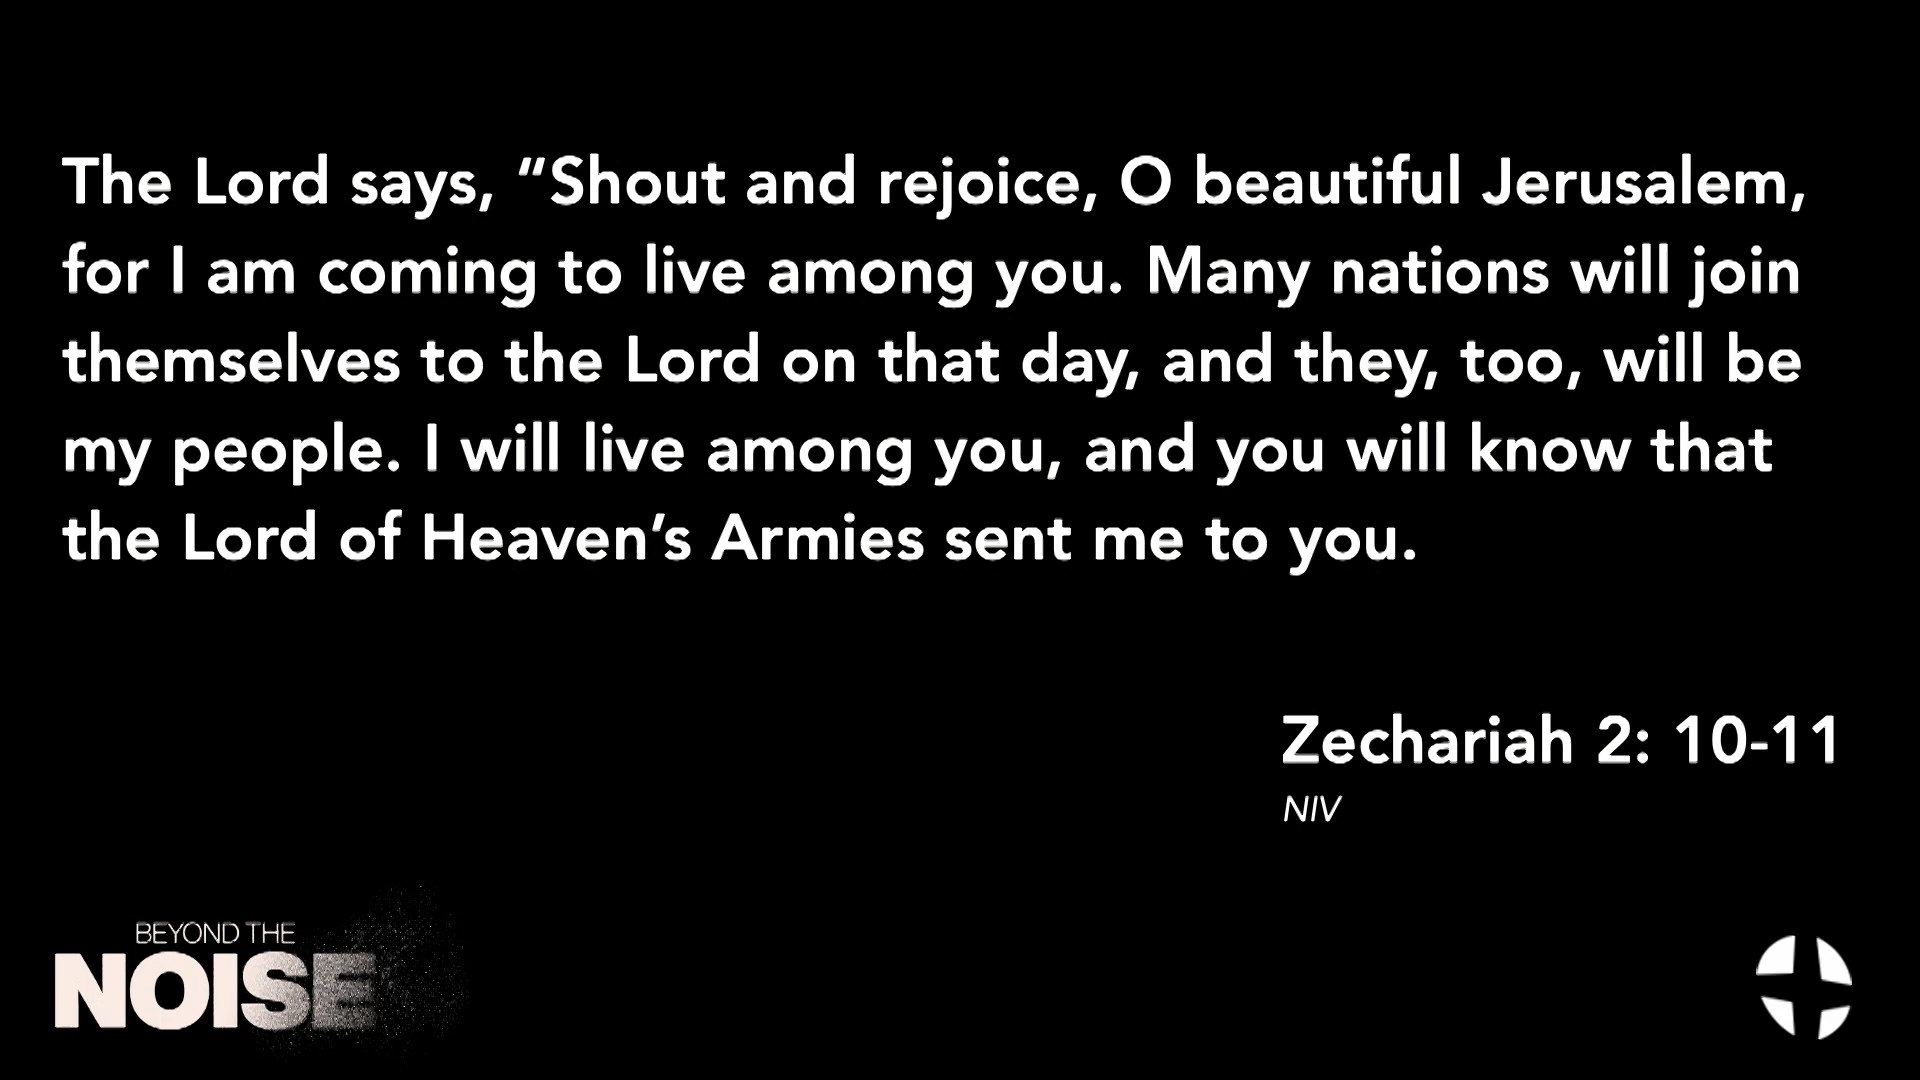 The Lord says, “Shout and rejoice, O beautiful Jerusalem,
for I am coming to live among you. Many nations will join
themselves to the Lord on that day, and they, too, will be
my people. I will live among you, and you will know that
the Lord of Heaven’s Armies sent me to you.
Zechariah 2: 10-11
NIV
BEYOND THE
NOISE